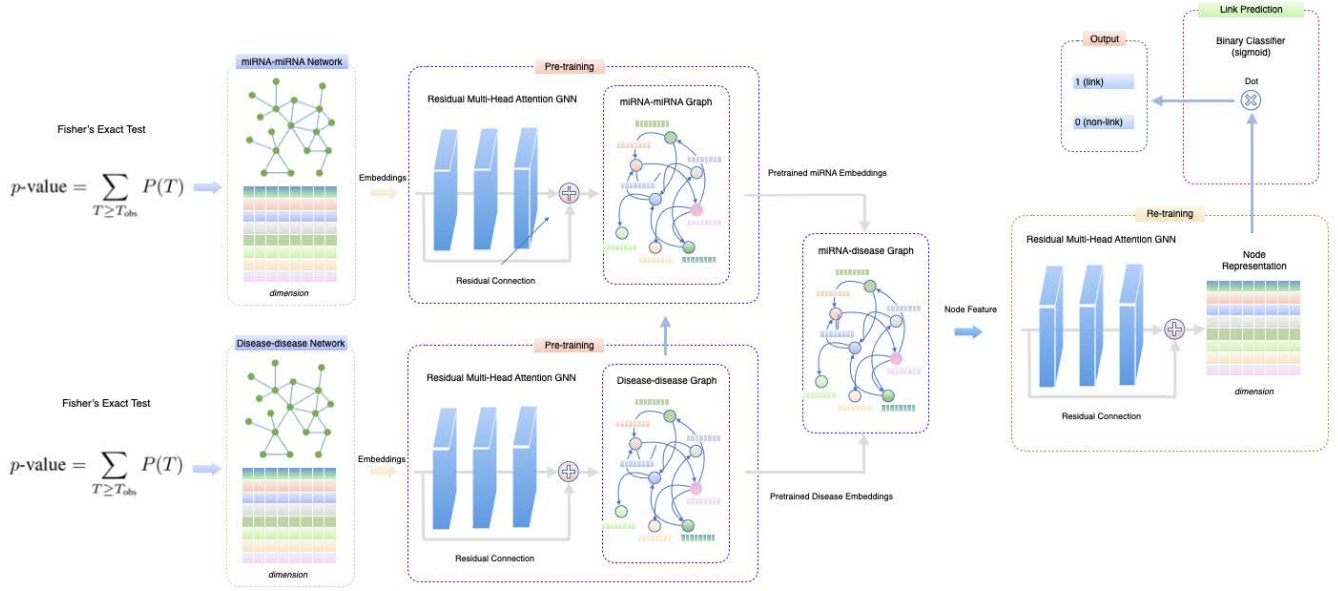 Fisher's Exact Test
p-value = ∑ P(T)
T≥Tobs
miRNA-miRNA Network
dimension
Embeddings
Pre-training
Residual Multi-Head Attention GNN
Residual Connection
miRNA-miRNA Graph
Pretrained miRNA Embeddings
Fisher's Exact Test
p-value = ∑ P(T)
T≥Tobs
Disease-disease Network
dimension
Embeddings
Pre-training
Residual Multi-Head Attention GNN
Residual Connection
Disease-disease Graph
Pretrained Disease Embeddings
miRNA-disease Graph
Node Feature
Re-training
Residual Multi-Head Attention GNN
Residual Connection
Node
Representation
dimension
Link Prediction
Binary Classifier
(sigmoid)
Dot
Output
1 (link)
0 (non-link)